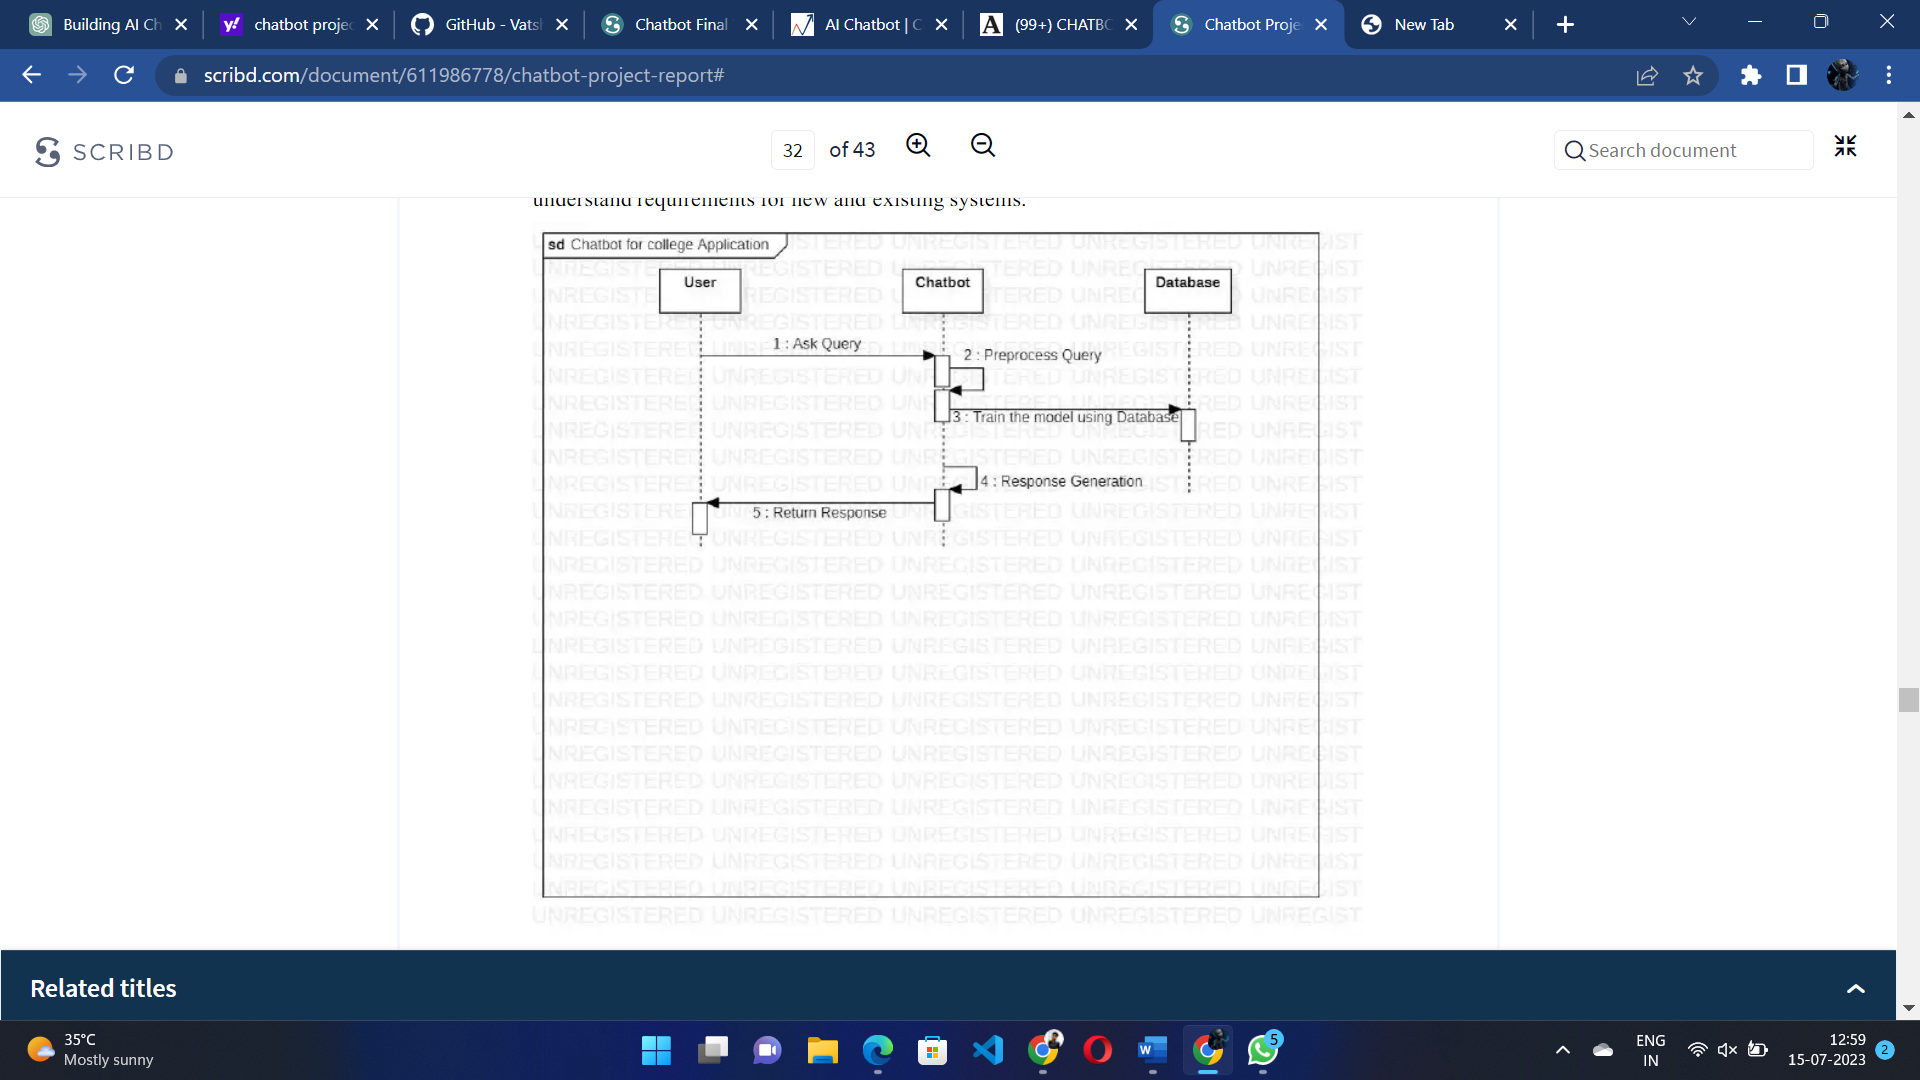 Building AI Ch
chatbot projec
GitHub - Vatsl
Chatbot Final
AI Chatbot | C
(99+) CHATBC
Chatbot Proje
New Tab
scribd.com/document/611986778/chatbot-project-report#
SCRIBD
32 of 43
Search document
understand requirements for new and existing systems.
sd Chatbot for college Application
User
Chatbot
Database
1 : Ask Query
2 : Preprocess Query
3 : Train the model using Database
4 : Response Generation
5 : Return Response
UNREGISTERED UNREGISTERED UNREGISTERED UNREGISTERED UNREGIST
Related titles
35°C
Mostly sunny
5
ENG
IN
12:59
15-07-2023
2